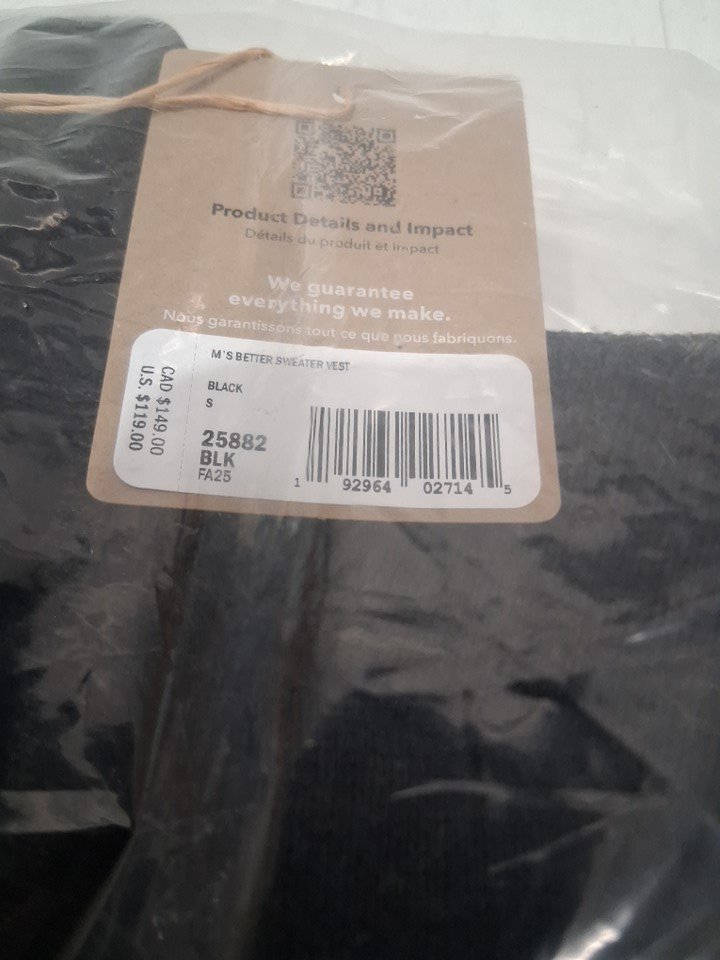 Product Details and Impact
Détails du produit et impact
We guarantee
everything we make.
Nous garantissons tout ce que nous fabriquons.
CAD $149.00
U.S. $119.00
M'S BETTER SWEATER VEST
BLACK
S
25882
BLK
FA25
1 92964 02714 5